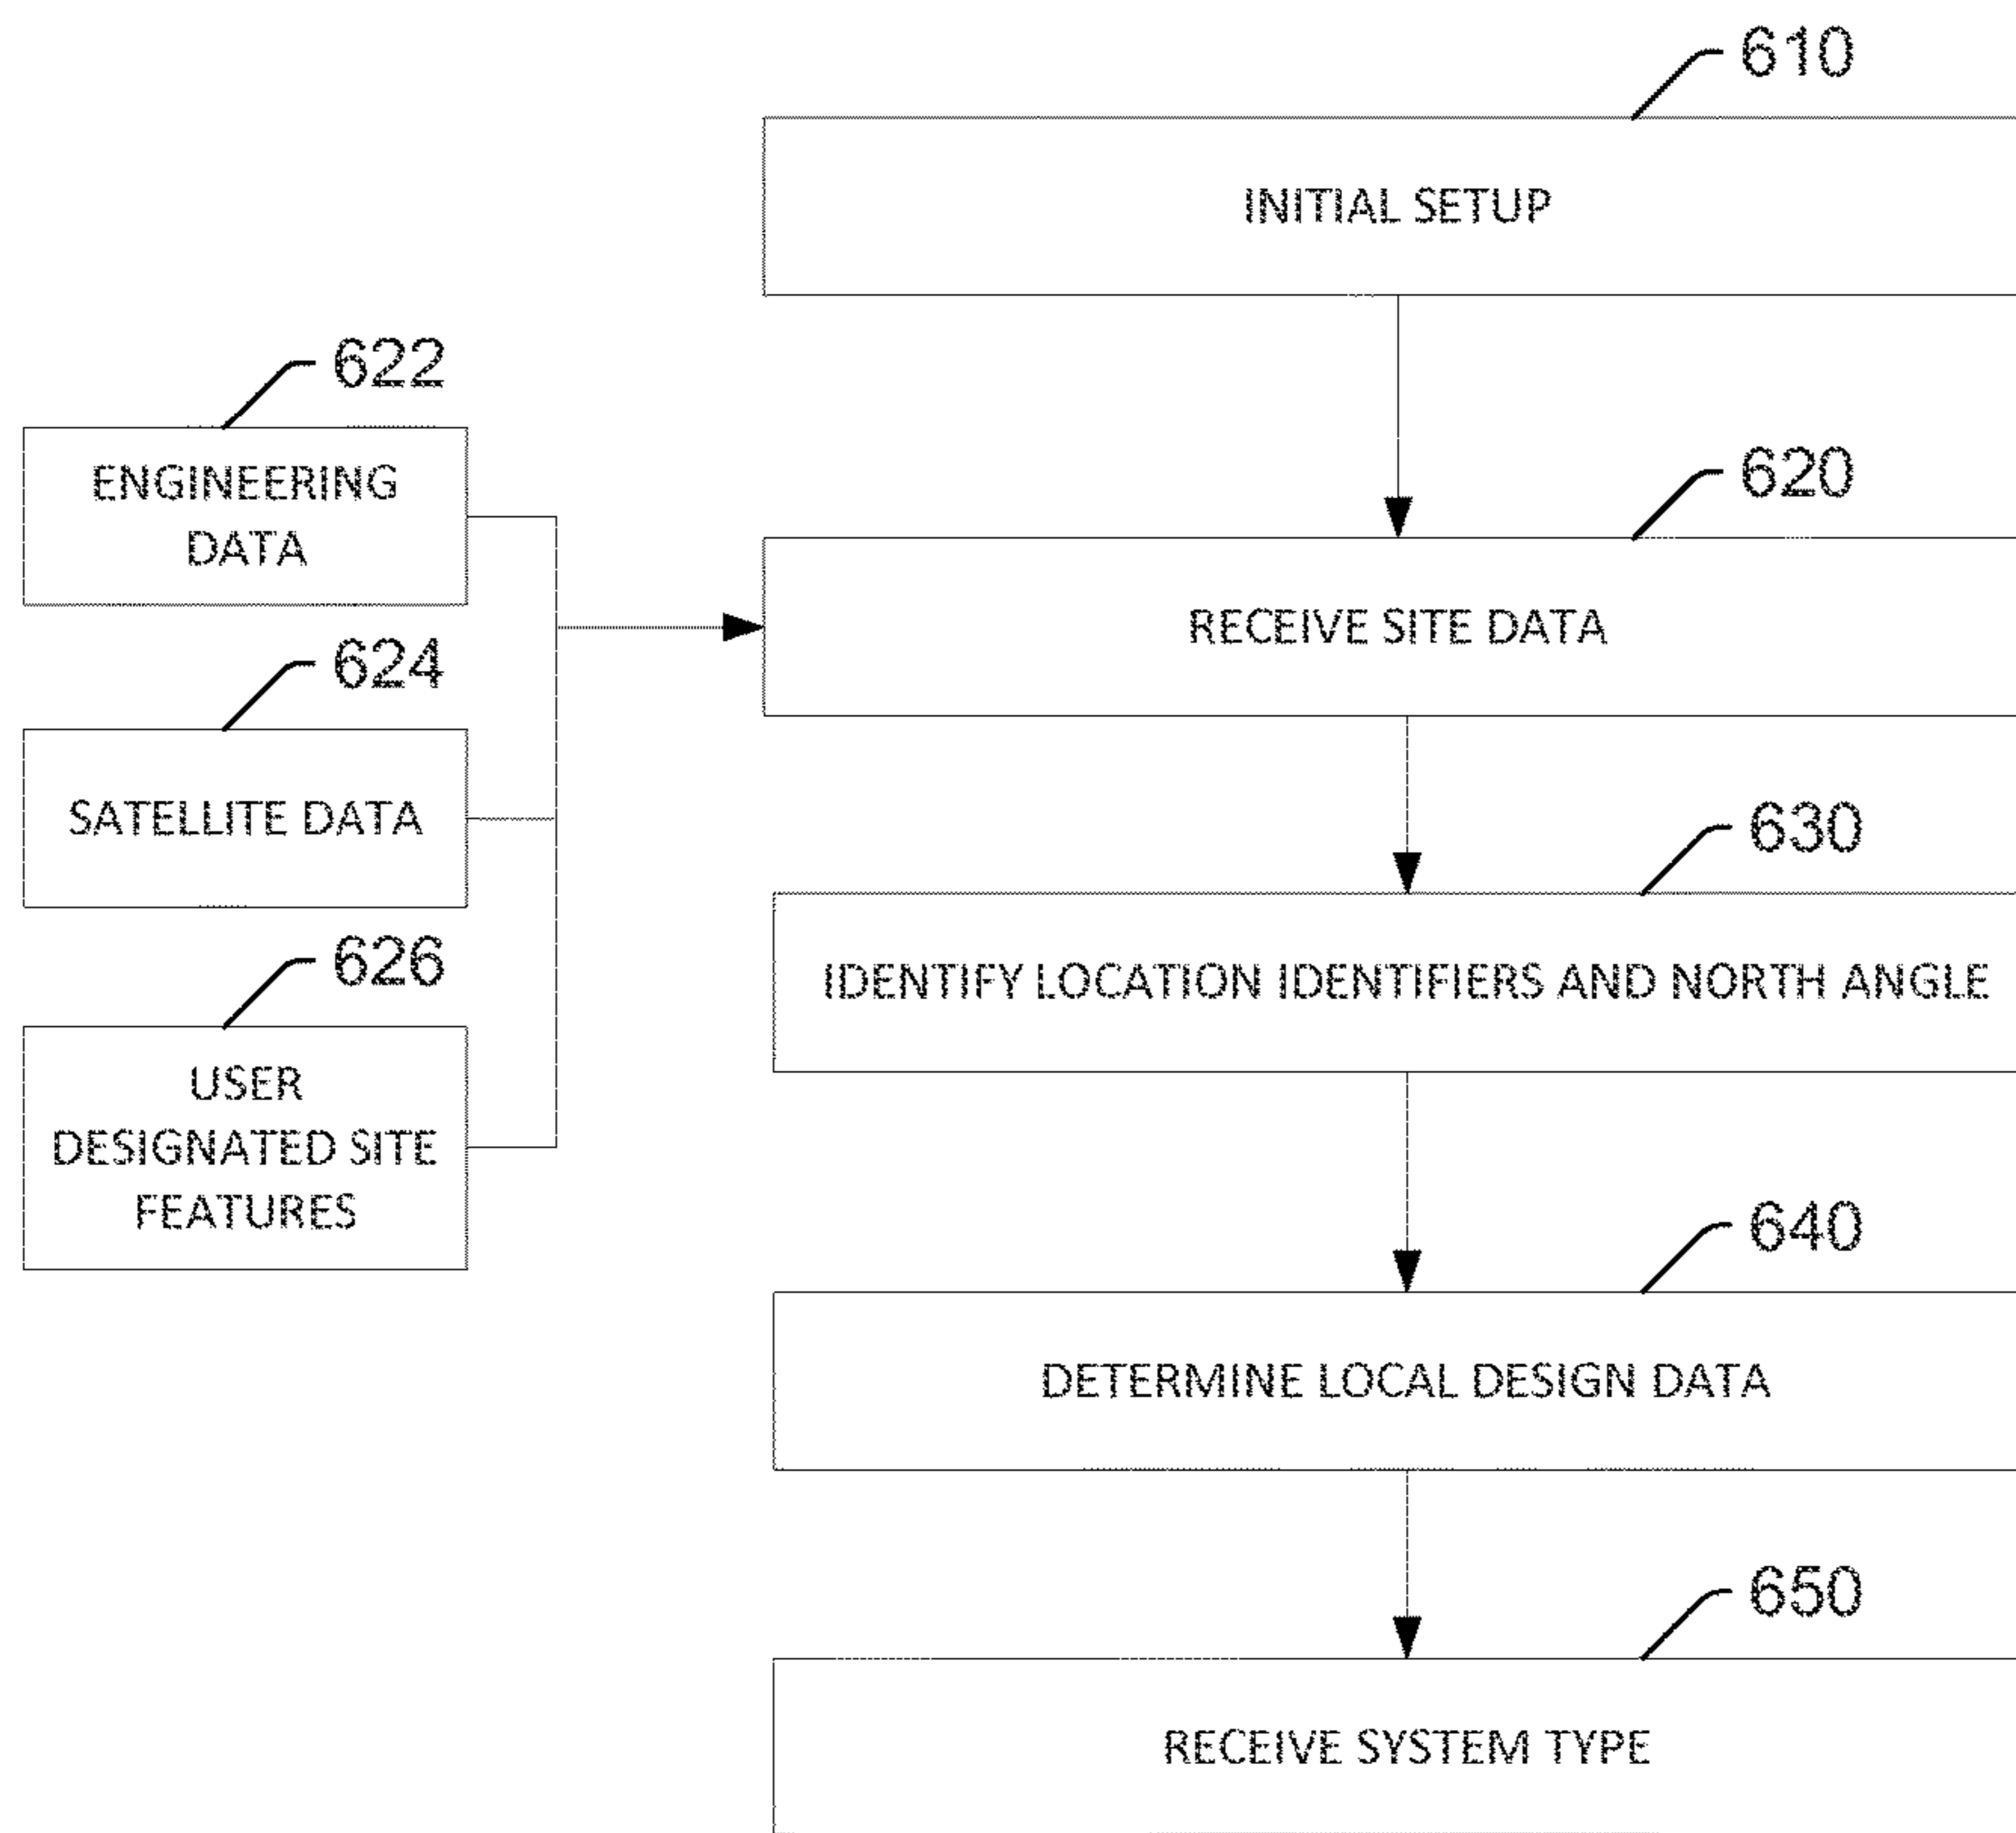 610
INITIAL SETUP
622
ENGINEERING
DATA
620
RECEIVE SITE DATA
624
SATELLITE DATA
630
IDENTIFY LOCATION IDENTIFIERS AND NORTH ANGLE
626
USER
DESIGNATED SITE
FEATURES
640
DETERMINE LOCAL DESIGN DATA
650
RECEIVE SYSTEM TYPE